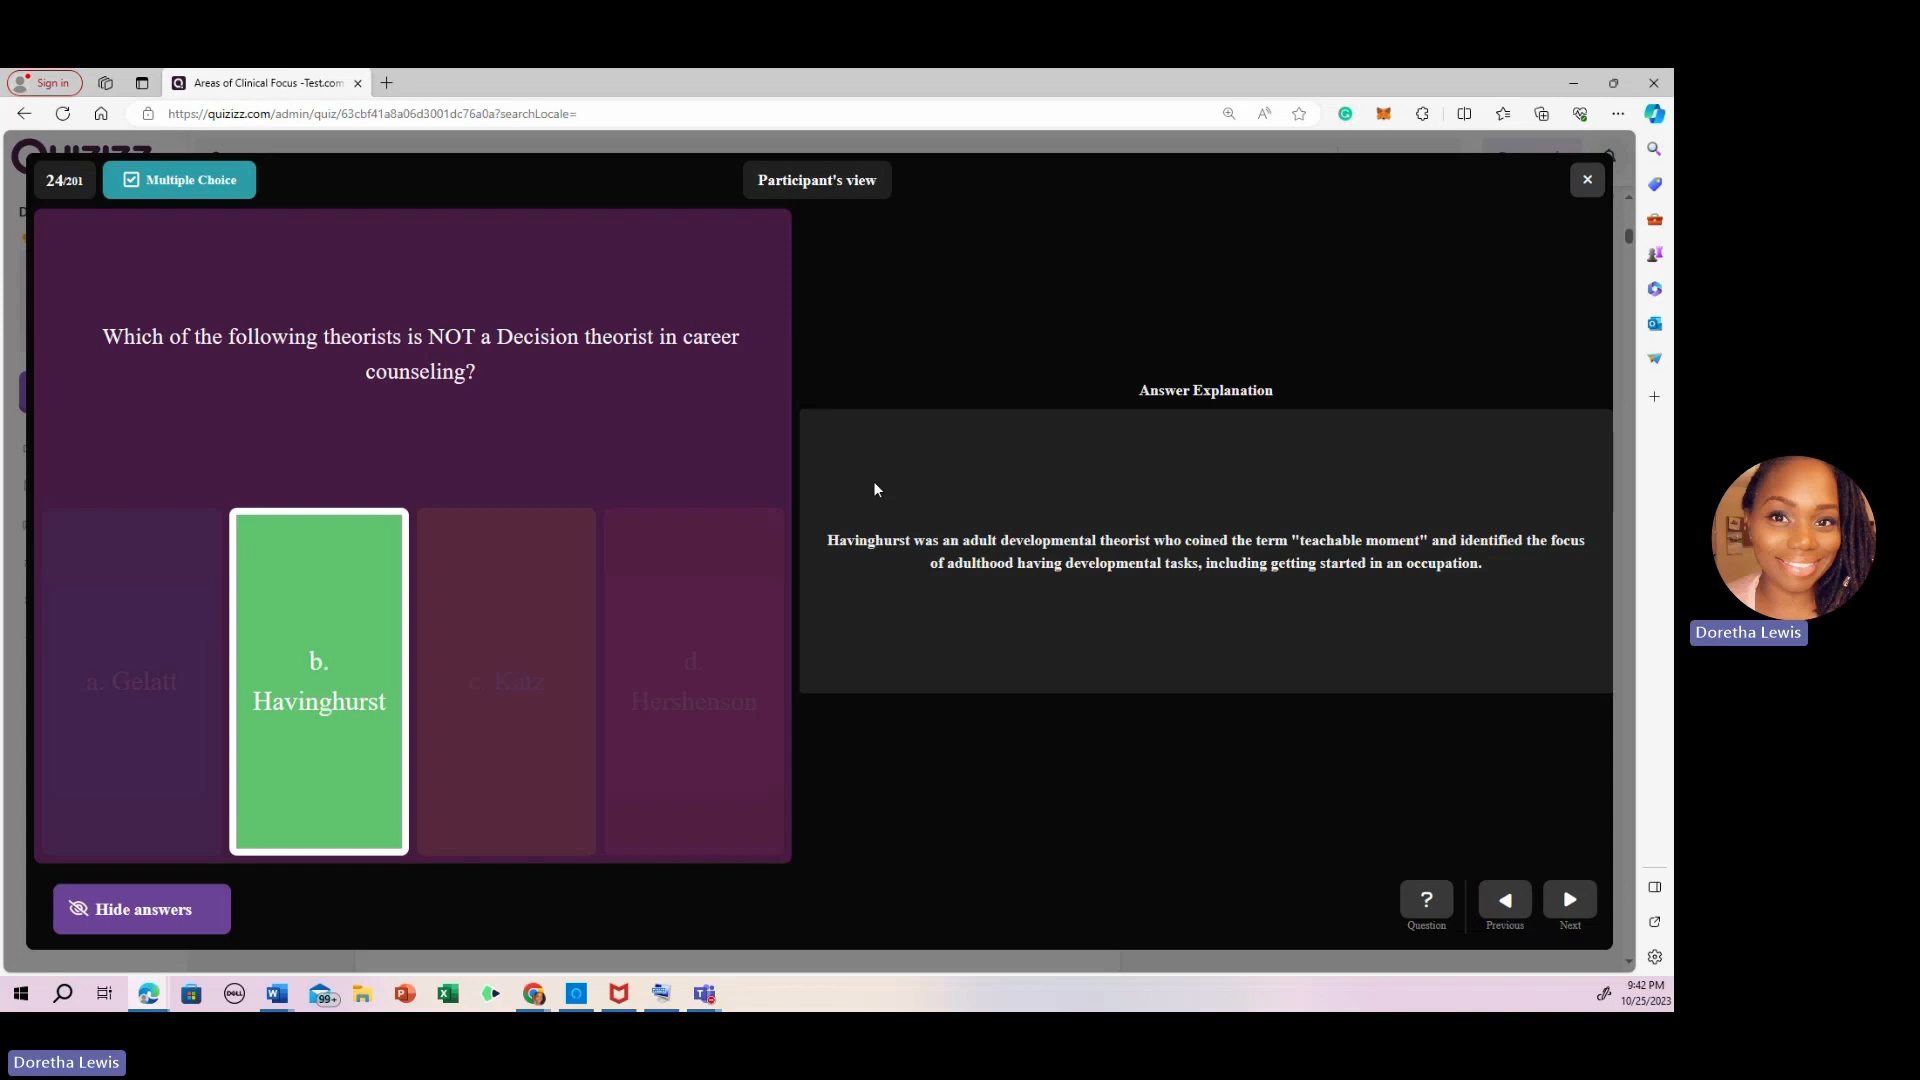 Sign in
Areas of Clinical Focus -Test.com
https://quizizz.com/admin/quiz/63cbf41a8a06d3001dc76a0a?searchLocale=
24/201
Multiple Choice
Participant's view
Which of the following theorists is NOT a Decision theorist in career
counseling?
a. Gelatt
b.
Havinghurst
c. Katz
d.
Hershenson
Answer Explanation
Havinghurst was an adult developmental theorist who coined the term "teachable moment" and identified the focus
of adulthood having developmental tasks, including getting started in an occupation.
Hide answers
?
Question
Previous
Next
Doretha Lewis
DELL
99+
9:42 PM
10/25/2023
Doretha Lewis